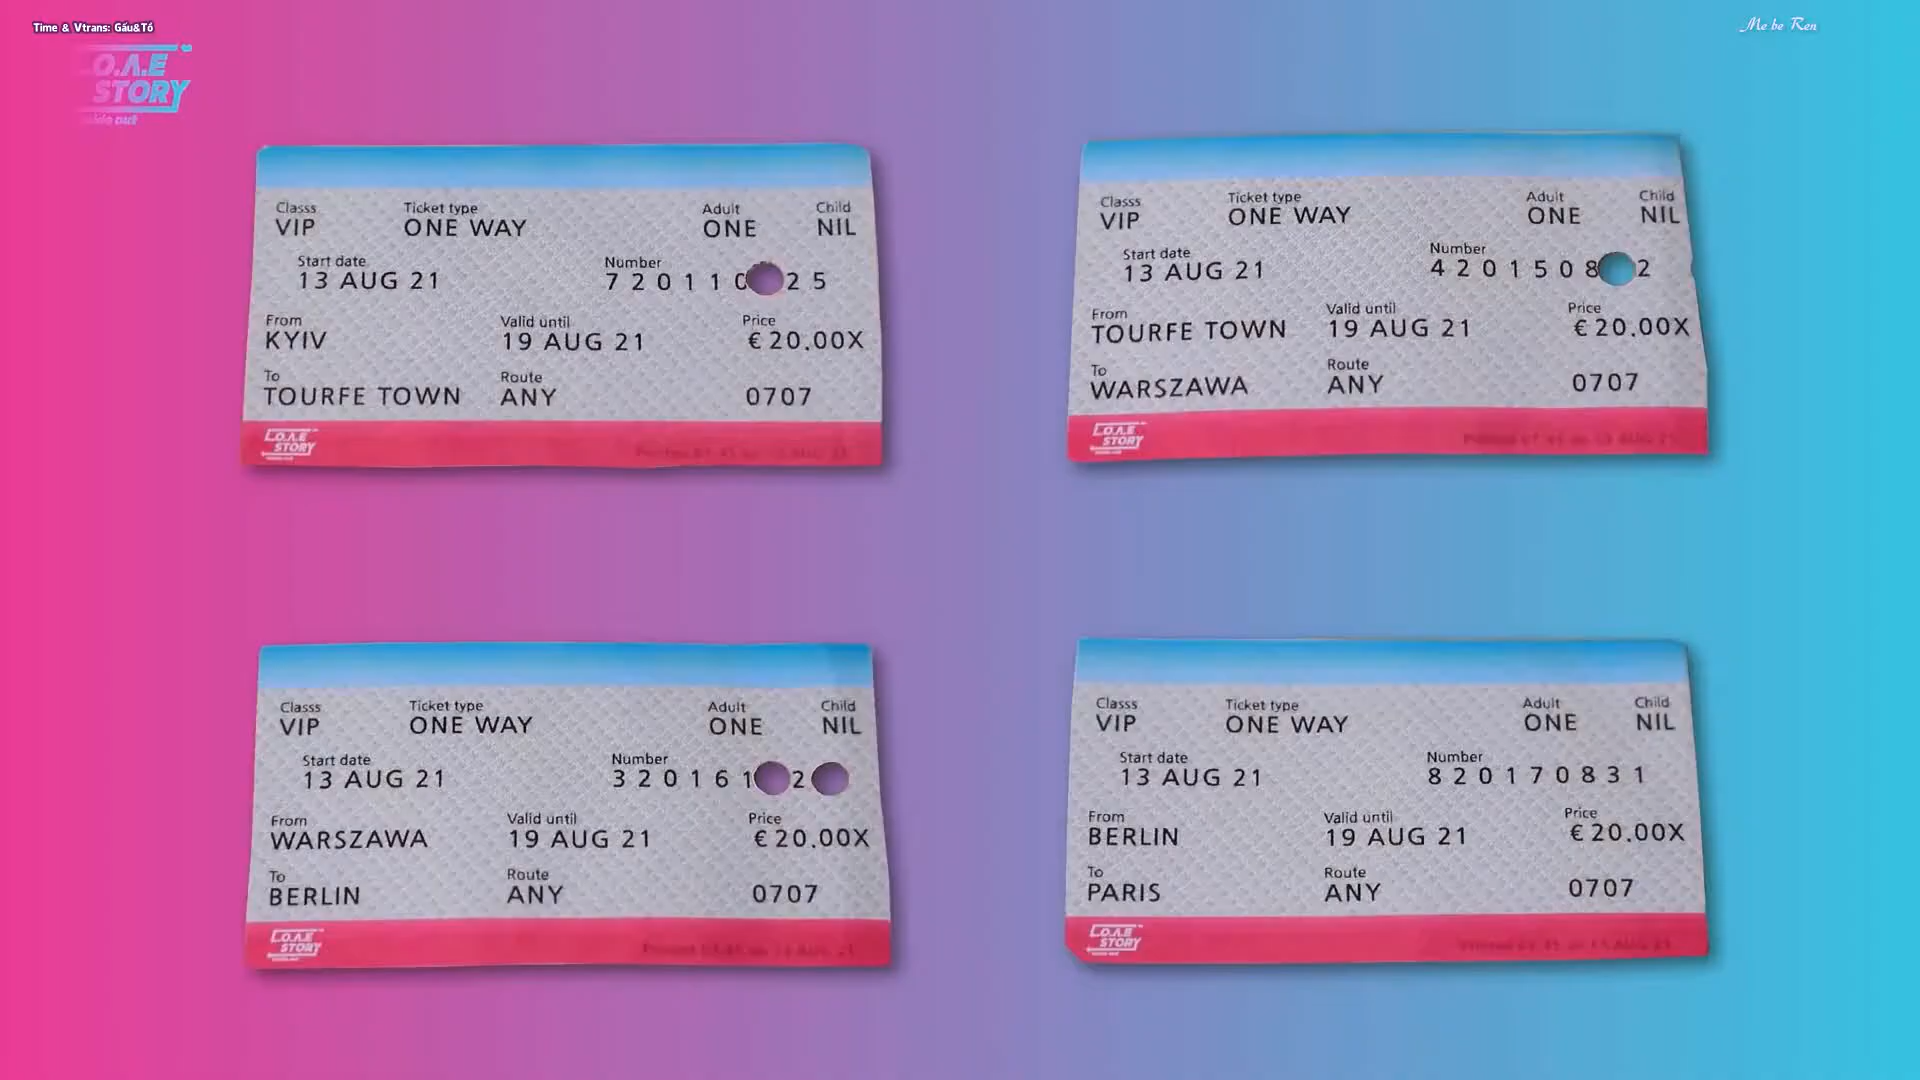 Time & Vtrans: Gấu&Tồ
Me be Ren
O.Λ.E
STORY
Classs Ticket type Adult Child
VIP ONE WAY ONE NIL
Start date Number
13 AUG 21 7 2 0 1 1 0 2 5
From Valid until Price
KYIV 19 AUG 21 €20.00X
To Route
TOURFE TOWN ANY 0707
L.O.Λ.E
STORY
Classs Ticket type Adult Child
VIP ONE WAY ONE NIL
Start date Number
13 AUG 21 4 2 0 1 5 0 8 2
From Valid until Price
TOURFE TOWN 19 AUG 21 €20.00X
To Route
WARSZAWA ANY 0707
L.O.Λ.E
STORY
Classs Ticket type Adult Child
VIP ONE WAY ONE NIL
Start date Number
13 AUG 21 3 2 0 1 6 1 2
From Valid until Price
WARSZAWA 19 AUG 21 €20.00X
To Route
BERLIN ANY 0707
L.O.Λ.E
STORY
Classs Ticket type Adult Child
VIP ONE WAY ONE NIL
Start date Number
13 AUG 21 8 2 0 1 7 0 8 3 1
From Valid until Price
BERLIN 19 AUG 21 €20.00X
To Route
PARIS ANY 0707
L.O.Λ.E
STORY